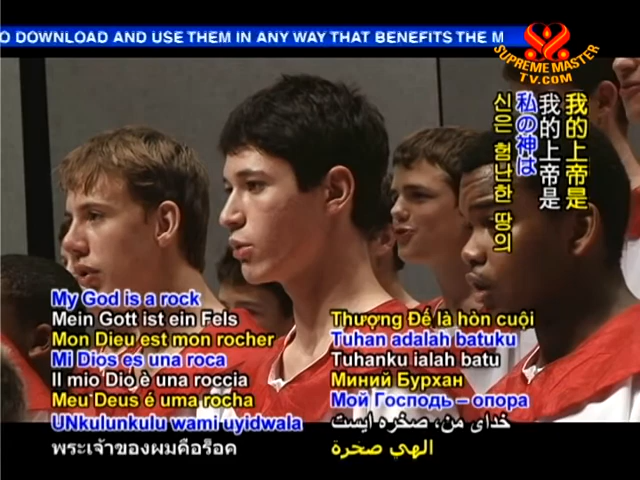 O DOWNLOAD AND USE THEM IN ANY WAY THAT BENEFITS THE M
SUPREME MASTER
TV.COM
我的上帝是
我的上帝是
私の神は
신은 험난한 땅의
My God is a rock
Mein Gott ist ein Fels
Mon Dieu est mon rocher
Mi Dios es una roca
Il mio Dio è una roccia
Meu Deus é uma rocha
UNkulunkulu wami uyidwala
พระเจ้าของผมคือร็อค
Thượng Đế là hòn cuội
Tuhan adalah batuku
Tuhanku ialah batu
Миний Бурхан
Мой Господь – опора
خدای من، صخره ایست
الهي صخرة